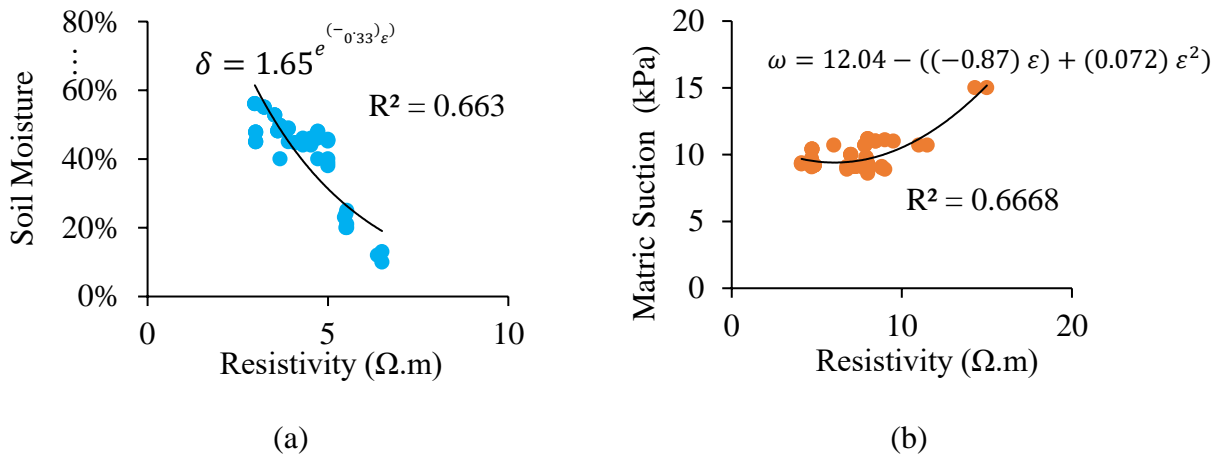 80%
60%
40%
20%
0%
Soil Moisture ...
δ = 1.65e^((−0.33)ε)
R² = 0.663
0 5 10
Resistivity (Ω.m)
(a)
20
15
10
5
0
Matric Suction (kPa)
ω = 12.04 − ((−0.87) ε) + (0.072) ε²)
R² = 0.6668
0 10 20
Resistivity (Ω.m)
(b)